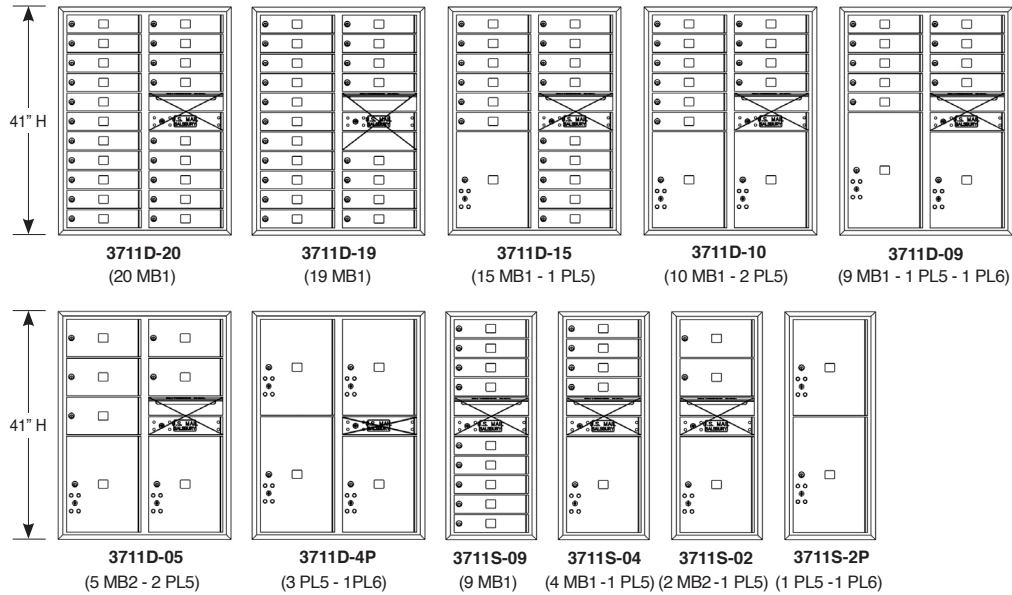 41” H
3711D-20
(20 MB1)
3711D-19
(19 MB1)
3711D-15
(15 MB1 - 1 PL5)
3711D-10
(10 MB1 - 2 PL5)
3711D-09
(9 MB1 - 1 PL5 - 1 PL6)
41” H
3711D-05
(5 MB2 - 2 PL5)
3711D-4P
(3 PL5 - 1PL6)
3711S-09
(9 MB1)
3711S-04
(4 MB1 -1 PL5)
3711S-02
(2 MB2 -1 PL5)
3711S-2P
(1 PL5 -1 PL6)